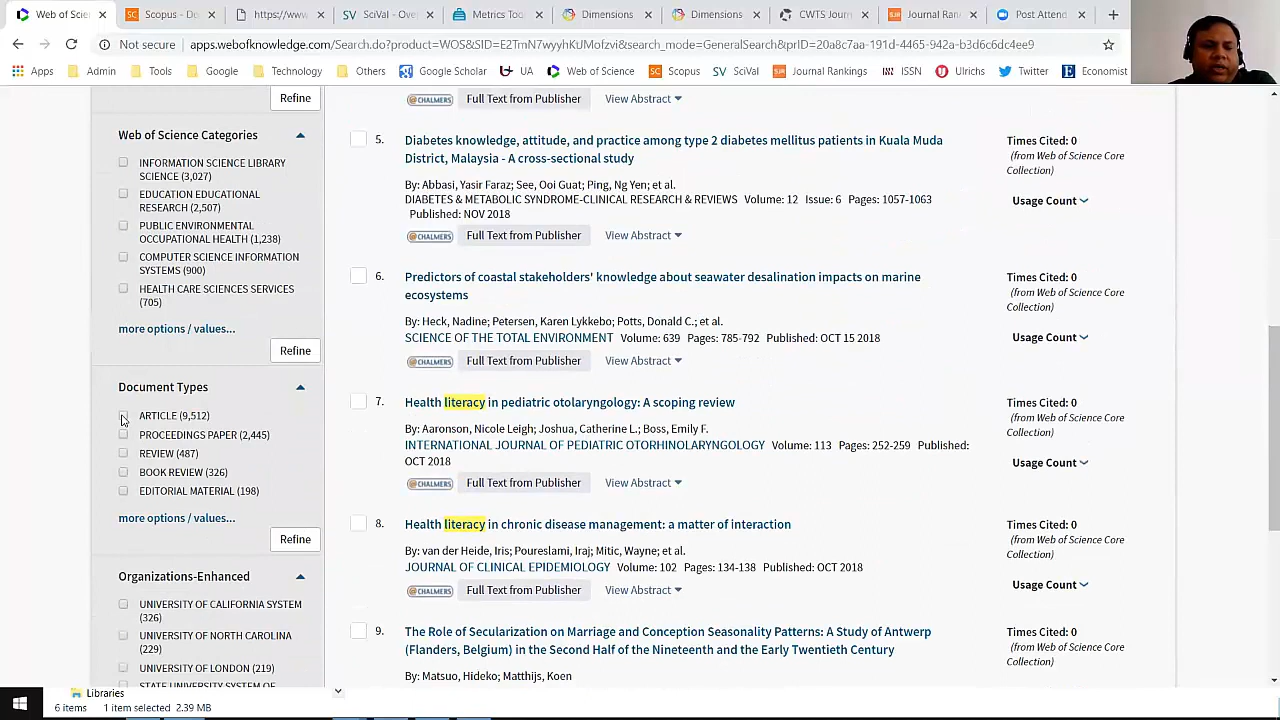 Web of Scie
Scopus - D
https://www
SciVal - Ove
Metrics Too
Dimensions
Dimensions
CWTS Journ
Journal Ran
Post Attend
Not secure
apps.webofknowledge.com/Search.do?product=WOS&SID=E2TmN7wyyhKUMofzvi&search_mode=GeneralSearch&prID=20a8c7aa-191d-4465-942a-b3d6c6dc4ee9
Apps
Admin
Tools
Google
Technology
Others
Google Scholar
UA
Web of Science
Scopus
SciVal
Journal Rankings
ISSN
Ulrichs
Twitter
Economist
Refine
Web of Science Categories
INFORMATION SCIENCE LIBRARY
SCIENCE (3,027)
EDUCATION EDUCATIONAL
RESEARCH (2,507)
PUBLIC ENVIRONMENTAL
OCCUPATIONAL HEALTH (1,238)
COMPUTER SCIENCE INFORMATION
SYSTEMS (900)
HEALTH CARE SCIENCES SERVICES
(705)
more options / values...
Refine
Document Types
ARTICLE (9,512)
PROCEEDINGS PAPER (2,445)
REVIEW (487)
BOOK REVIEW (326)
EDITORIAL MATERIAL (198)
more options / values...
Refine
Organizations-Enhanced
UNIVERSITY OF CALIFORNIA SYSTEM
(326)
UNIVERSITY OF NORTH CAROLINA
(229)
UNIVERSITY OF LONDON (219)
STATE UNIVERSITY SYSTEM OF
@CHALMERS Full Text from Publisher View Abstract
5. Diabetes knowledge, attitude, and practice among type 2 diabetes mellitus patients in Kuala Muda
District, Malaysia - A cross-sectional study
By: Abbasi, Yasir Faraz; See, Ooi Guat; Ping, Ng Yen; et al.
DIABETES & METABOLIC SYNDROME-CLINICAL RESEARCH & REVIEWS Volume: 12 Issue: 6 Pages: 1057-1063
Published: NOV 2018
@CHALMERS Full Text from Publisher View Abstract
Times Cited: 0
(from Web of Science Core
Collection)
Usage Count
6. Predictors of coastal stakeholders' knowledge about seawater desalination impacts on marine
ecosystems
By: Heck, Nadine; Petersen, Karen Lykkebo; Potts, Donald C.; et al.
SCIENCE OF THE TOTAL ENVIRONMENT Volume: 639 Pages: 785-792 Published: OCT 15 2018
@CHALMERS Full Text from Publisher View Abstract
Times Cited: 0
(from Web of Science Core
Collection)
Usage Count
7. Health literacy in pediatric otolaryngology: A scoping review
By: Aaronson, Nicole Leigh; Joshua, Catherine L.; Boss, Emily F.
INTERNATIONAL JOURNAL OF PEDIATRIC OTORHINOLARYNGOLOGY Volume: 113 Pages: 252-259 Published:
OCT 2018
@CHALMERS Full Text from Publisher View Abstract
Times Cited: 0
(from Web of Science Core
Collection)
Usage Count
8. Health literacy in chronic disease management: a matter of interaction
By: van der Heide, Iris; Poureslami, Iraj; Mitic, Wayne; et al.
JOURNAL OF CLINICAL EPIDEMIOLOGY Volume: 102 Pages: 134-138 Published: OCT 2018
@CHALMERS Full Text from Publisher View Abstract
Times Cited: 0
(from Web of Science Core
Collection)
Usage Count
9. The Role of Secularization on Marriage and Conception Seasonality Patterns: A Study of Antwerp
(Flanders, Belgium) in the Second Half of the Nineteenth and the Early Twentieth Century
By: Matsuo, Hideko; Matthijs, Koen
Times Cited: 0
(from Web of Science Core
Collection)
Libraries
6 items 1 item selected 2.39 MB